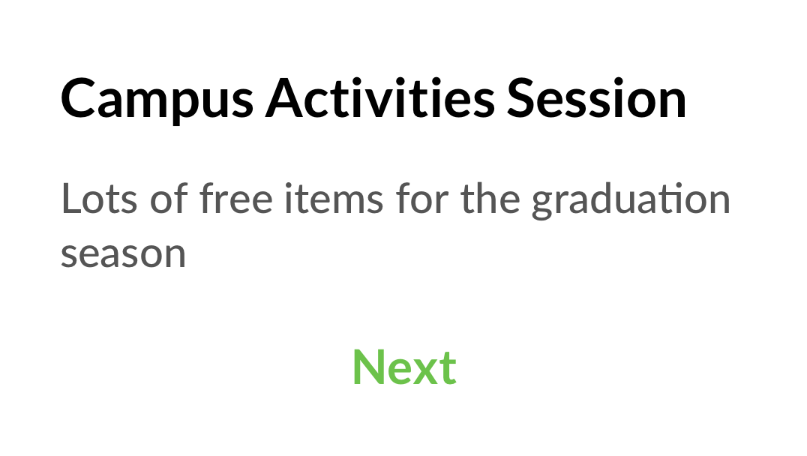 Campus Activities Session
Lots of free items for the graduation
season
Next